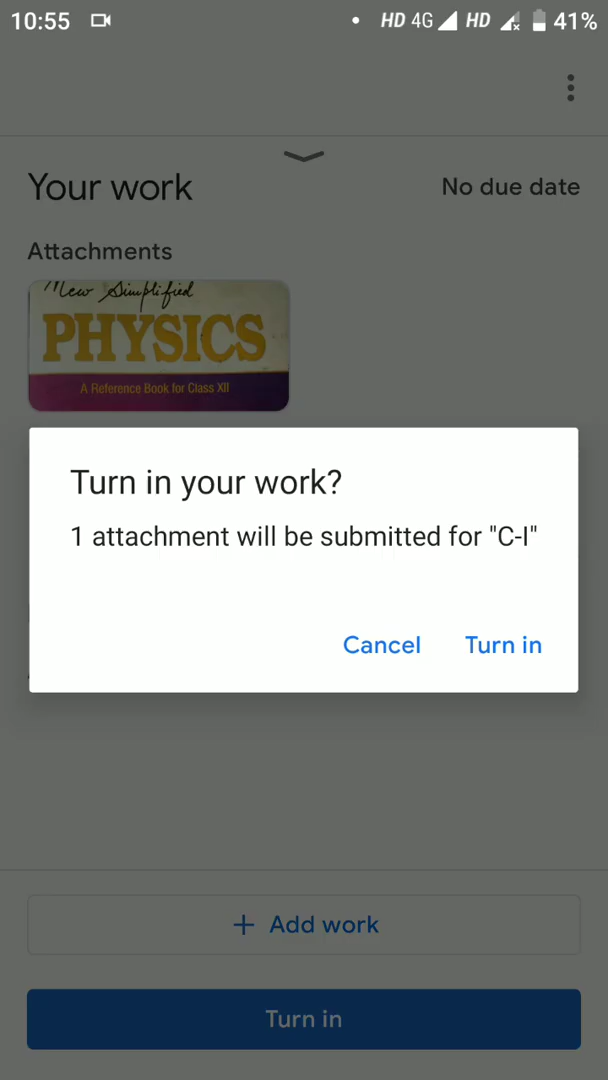 10:55 HD 4G HD 41%
Your work No due date
Attachments
New Simplified
PHYSICS
A Reference Book for Class XII
Turn in your work?
1 attachment will be submitted for "C-I"
Cancel Turn in
+ Add work
Turn in